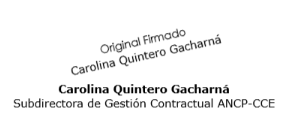 Original Firmado
Carolina Quintero Gacharná
Carolina Quintero Gacharná
Subdirectora de Gestión Contractual ANCP-CCE